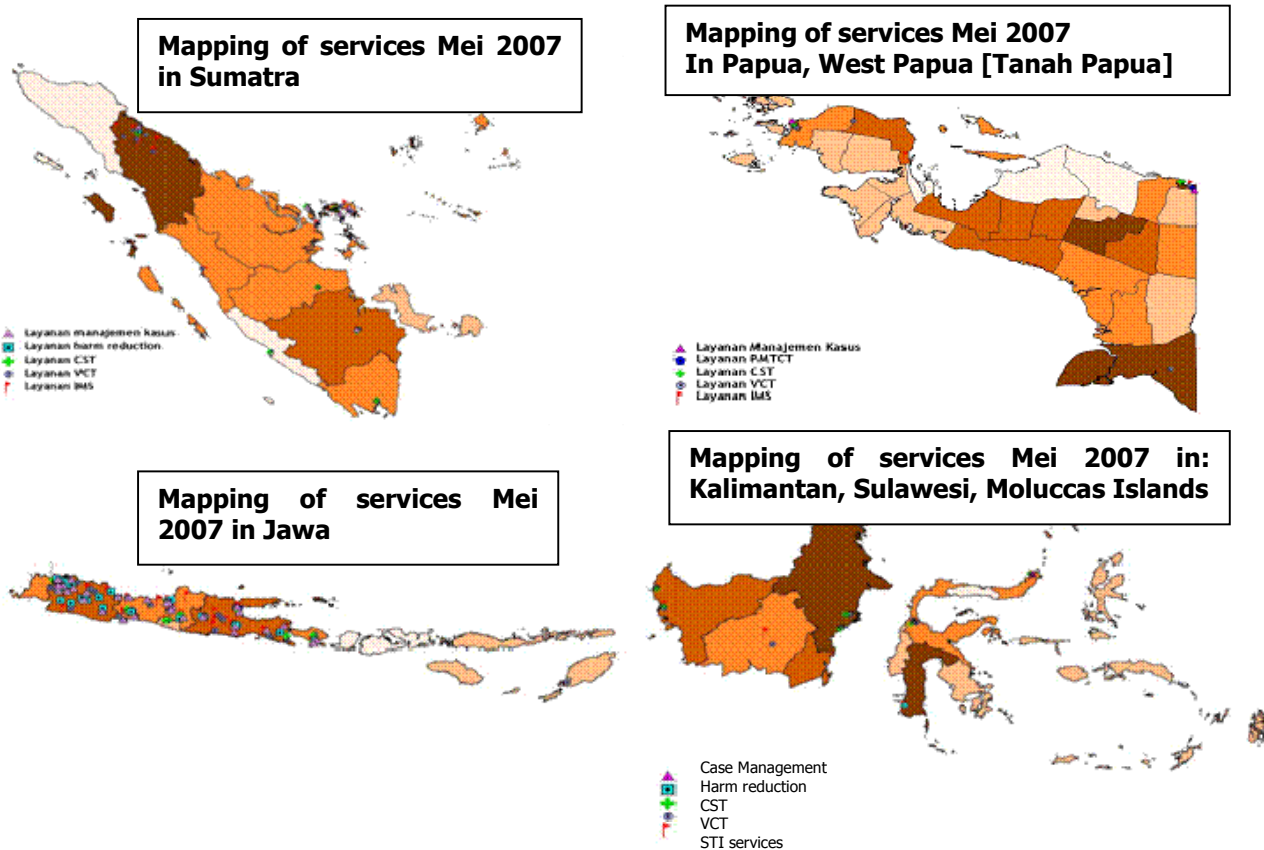 Mapping of services Mei 2007
in Sumatra
Layanan manajemen kasus
Layanan harm reduction
Layanan CST
Layanan VCT
Layanan IMS
Mapping of services Mei 2007
In Papua, West Papua [Tanah Papua]
Layanan Manajemen Kasus
Layanan PMTCT
Layanan CST
Layanan VCT
Layanan IMS
Mapping of services Mei
2007 in Jawa
Mapping of services Mei 2007 in:
Kalimantan, Sulawesi, Moluccas Islands
Case Management
Harm reduction
CST
VCT
STI services